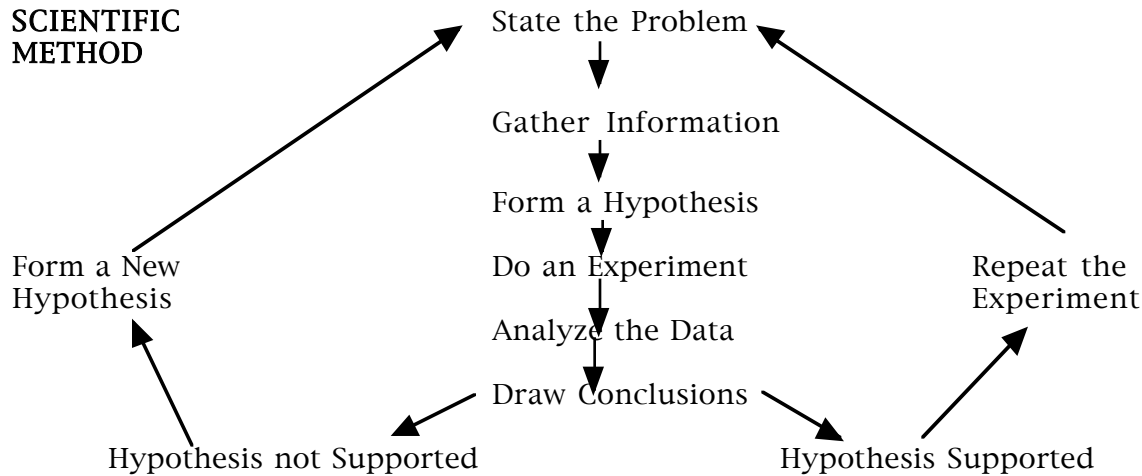 SCIENTIFIC
METHOD
State the Problem
Gather Information
Form a Hypothesis
Form a New
Hypothesis
Do an Experiment
Repeat the
Experiment
Analyze the Data
Draw Conclusions
Hypothesis not Supported
Hypothesis Supported